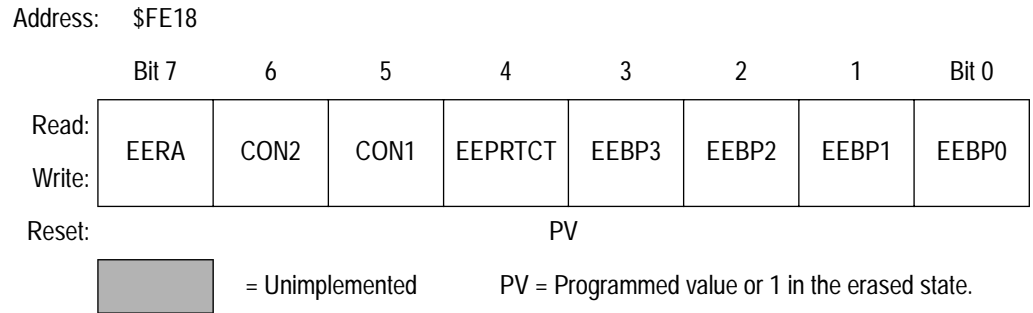 Address: $FE18
Bit 7 6 5 4 3 2 1 Bit 0
Read:
EERA CON2 CON1 EEPRTCT EEBP3 EEBP2 EEBP1 EEBP0
Write:
Reset: PV
= Unimplemented PV = Programmed value or 1 in the erased state.